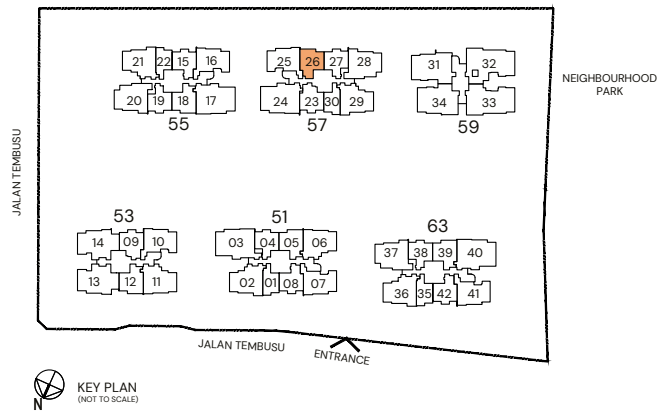 21 22 15 16
25 26 27 28
31 32
NEIGHBOURHOOD
PARK
20 19 18 17
24 23 30 29
34 33
55
57
59
JALAN TEMBUSU
53
51
63
14 09 10
03 04 05 06
37 38 39 40
13 12 11
02 01 08 07
36 35 42 41
JALAN TEMBUSU
ENTRANCE
KEY PLAN
(NOT TO SCALE)
N